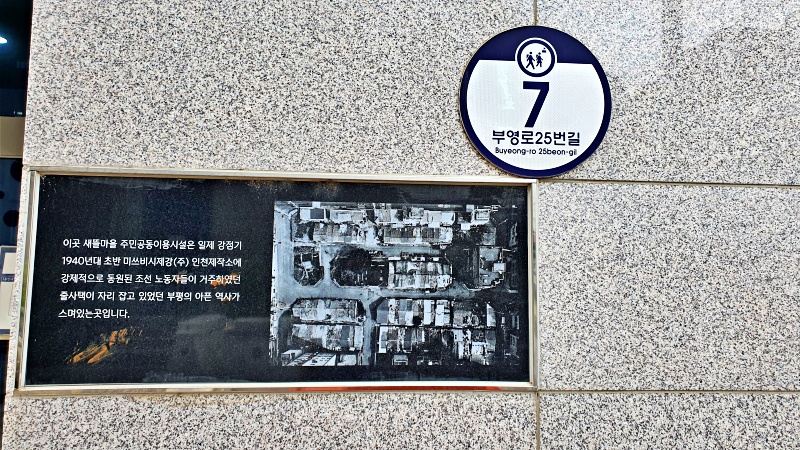 7
부영로25번길
Buyeong-ro 25beon-gil
이곳 새뜰마을 주민공동이용시설은 일제 강점기
1940년대 초반 미쓰비시제강(주) 인천제작소에
강제적으로 동원된 조선 노동자들이 거주하였던
줄사택이 자리 잡고 있었던 부평의 아픈 역사가
스며있는곳입니다.